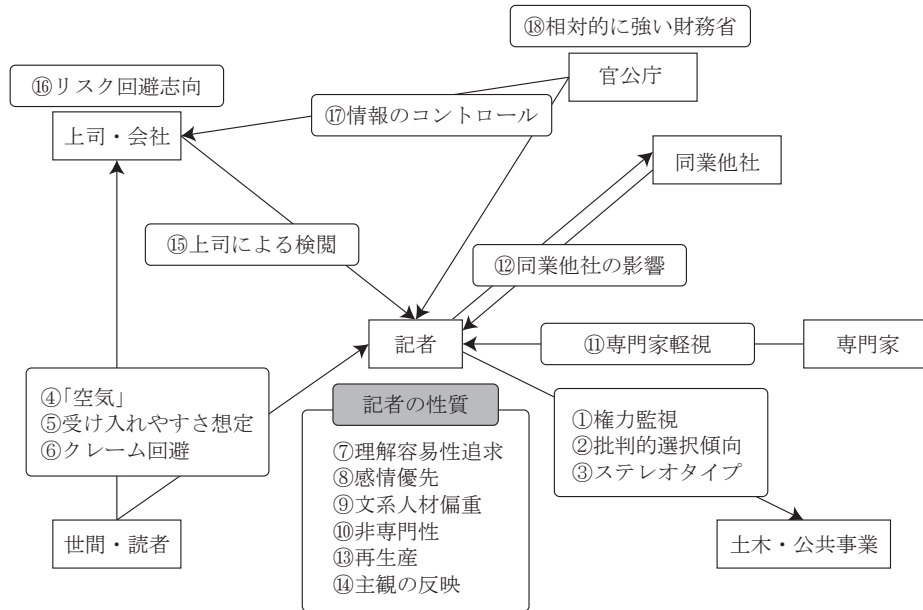 ⑱相対的に強い財務省
官公庁
⑯リスク回避志向
上司・会社
⑰情報のコントロール
同業他社
⑮上司による検閲
⑫同業他社の影響
記者
⑪専門家軽視
専門家
④「空気」
⑤受け入れやすさ想定
⑥クレーム回避
記者の性質
⑦理解容易性追求
⑧感情優先
⑨文系人材偏重
⑩非専門性
⑬再生産
⑭主観の反映
①権力監視
②批判的選択傾向
③ステレオタイプ
世間・読者
土木・公共事業